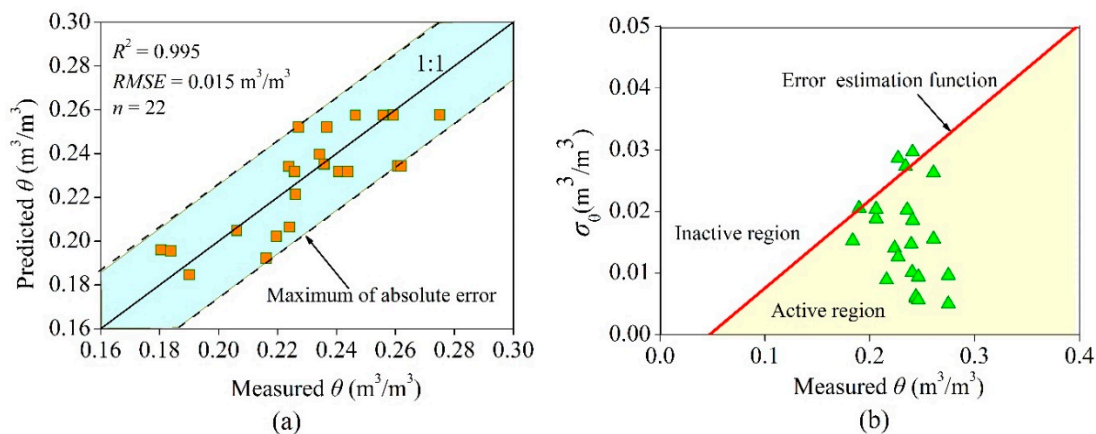 0.30
0.28
0.26
0.24
0.22
0.20
0.18
0.16
Predicted θ (m³/m³)
R² = 0.995
RMSE = 0.015 m³/m³
n = 22
1:1
Maximum of absolute error
0.16 0.18 0.20 0.22 0.24 0.26 0.28 0.30
Measured θ (m³/m³)
(a)
0.05
0.04
0.03
0.02
0.01
0.00
σ₀(m³/m³)
Error estimation function
Inactive region
Active region
0.0 0.1 0.2 0.3 0.4
Measured θ (m³/m³)
(b)